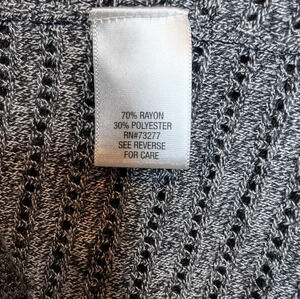 70% RAYON
30% POLYESTER
RN#73277
SEE REVERSE
FOR CARE